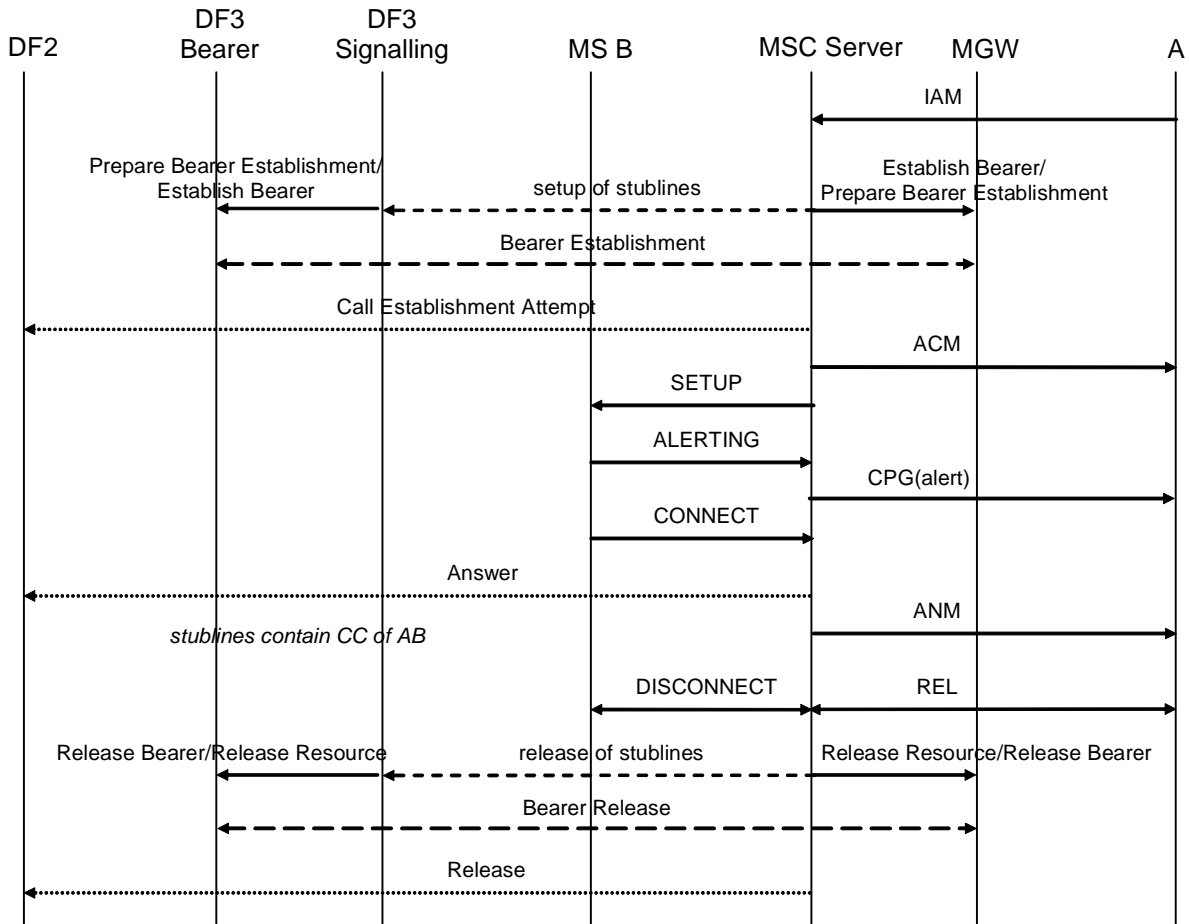 DF2
DF3
Bearer
DF3
Signalling
MS B
MSC Server
MGW
A
IAM
Prepare Bearer Establishment/
Establish Bearer
setup of stublines
Establish Bearer/
Prepare Bearer Establishment
Bearer Establishment
Call Establishment Attempt
ACM
SETUP
ALERTING
CPG(alert)
CONNECT
Answer
ANM
stublines contain CC of AB
DISCONNECT
REL
Release Bearer/Release Resource
release of stublines
Release Resource/Release Bearer
Bearer Release
Release